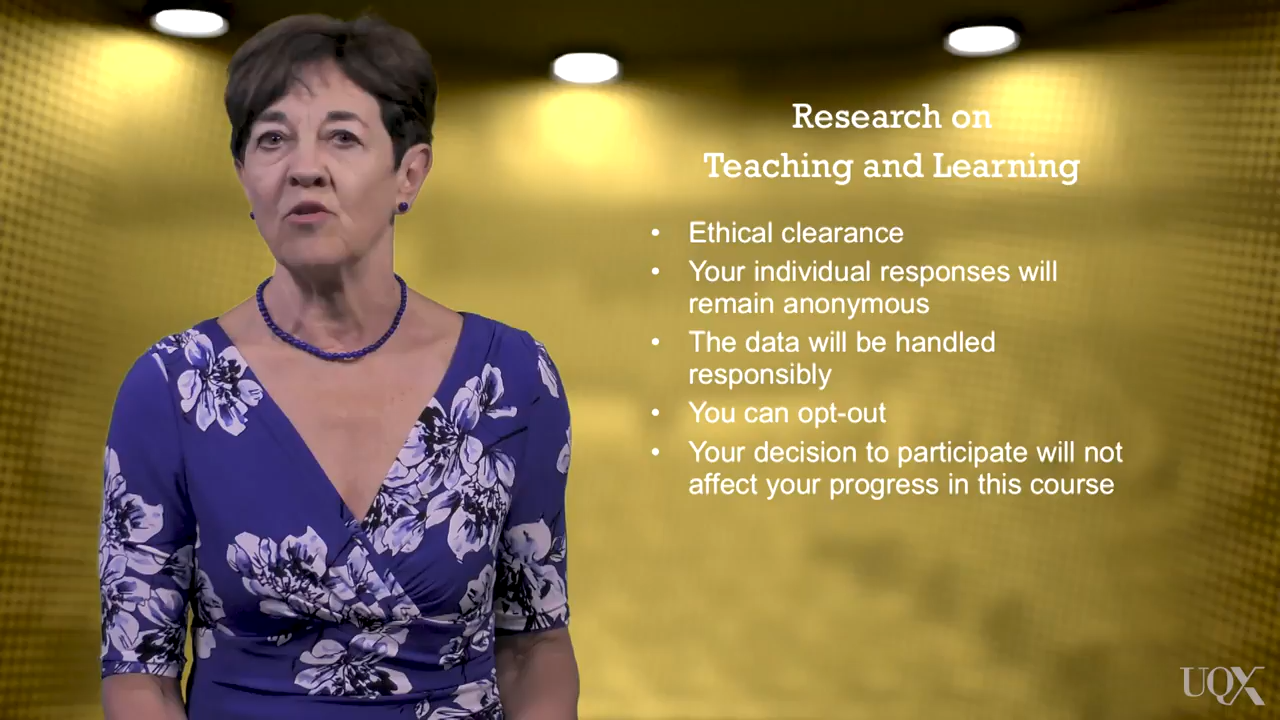 Research on
Teaching and Learning
• Ethical clearance
• Your individual responses will
remain anonymous
• The data will be handled
responsibly
• You can opt-out
• Your decision to participate will not
affect your progress in this course
UQX